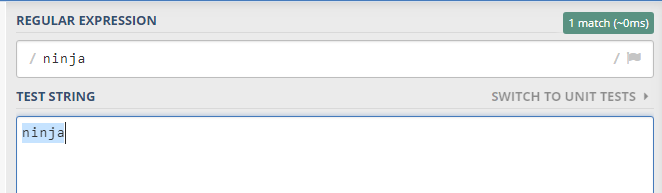 REGULAR EXPRESSION 1 match (~0ms)
/ ninja /
TEST STRING SWITCH TO UNIT TESTS
ninja